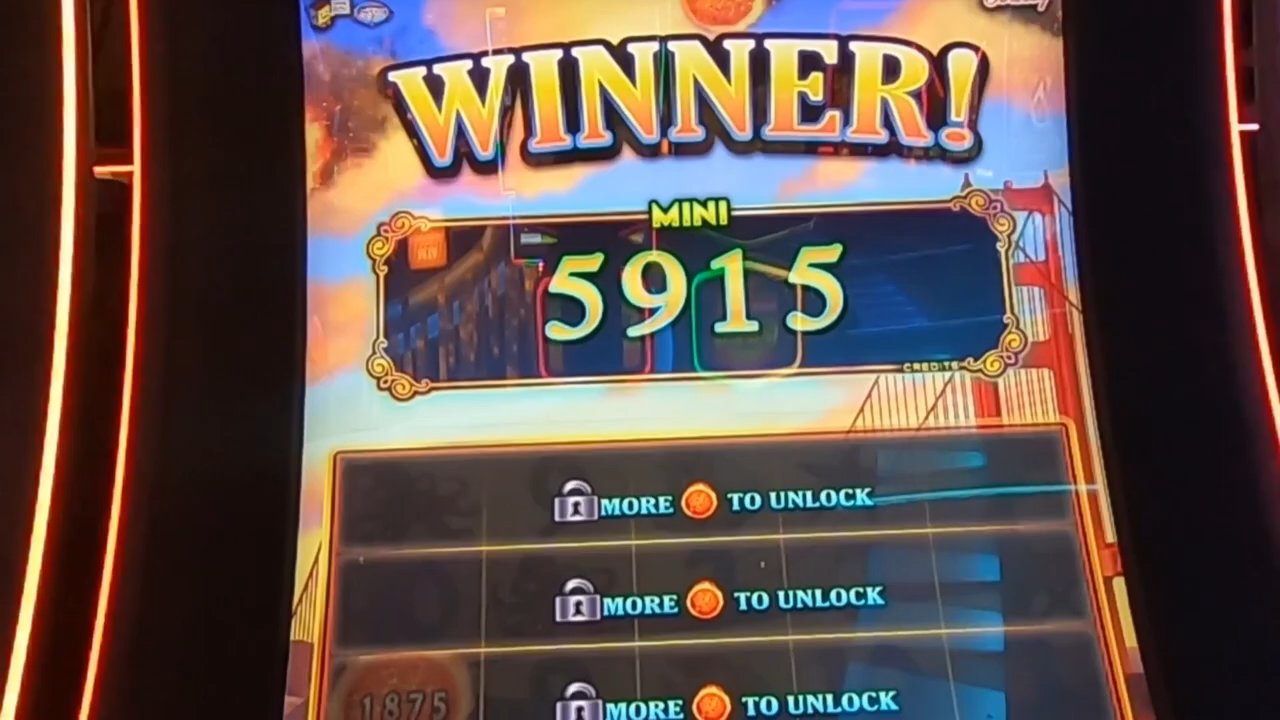 WINNER!
MINI
5915
CREDITS
MORE TO UNLOCK
MORE TO UNLOCK
1875
MORE TO UNLOCK